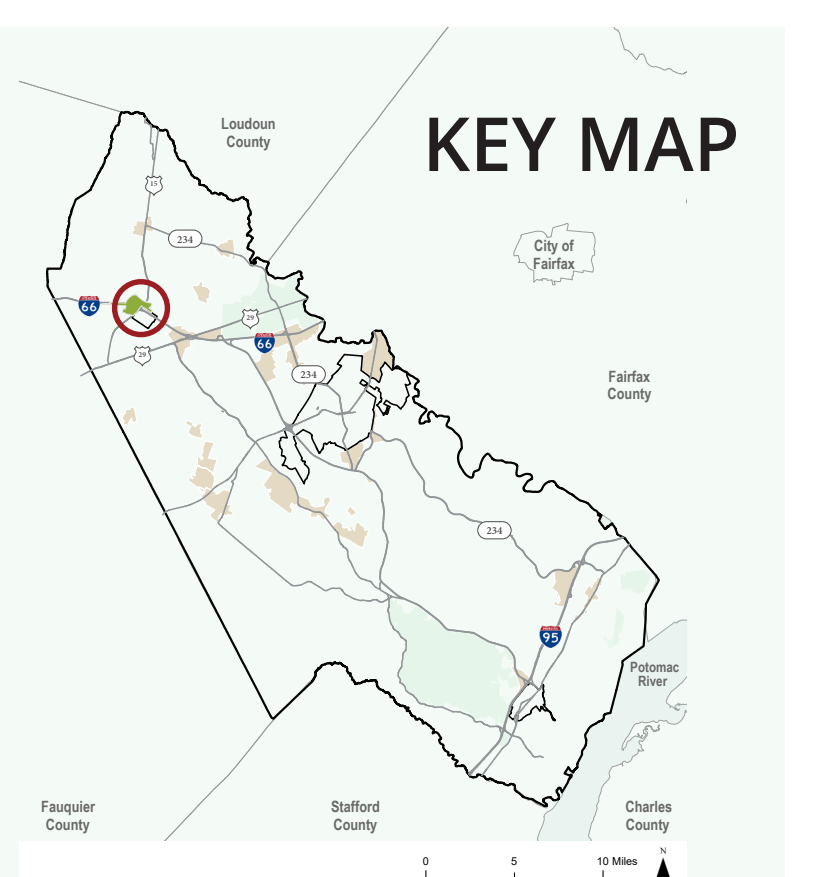 KEY MAP
Loudoun
County
15
234
City of
Fairfax
66
29
66
29
234
Fairfax
County
234
95
Potomac
River
Fauquier
County
Stafford
County
Charles
County
N
0 5 10 Miles